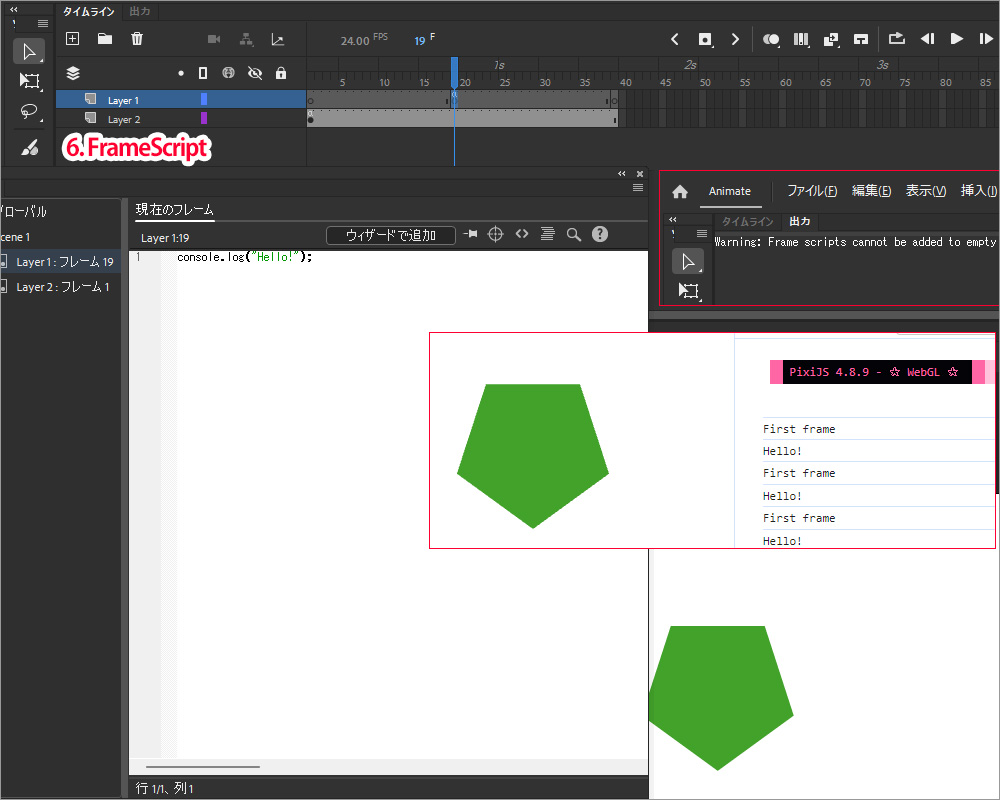 タイムライン 出力
24.00 FPS 19 F
1s 2s 3s
5 10 15 20 25 30 35 40 45 50 55 60 65 70 75 80 85
Layer 1
Layer 2
6.FrameScript
現在のフレーム
Layer 1:19 ウィザードで追加
1 console.log("Hello!");
グローバル
cene 1
Layer 1 : フレーム 19
Layer 2 : フレーム 1
行 1/1、列 1
Animate ファイル(F) 編集(E) 表示(V) 挿入(I)
タイムライン 出力
Warning: Frame scripts cannot be added to empty
PixiJS 4.8.9 - ☆ WebGL ☆
First frame
Hello!
First frame
Hello!
First frame
Hello!